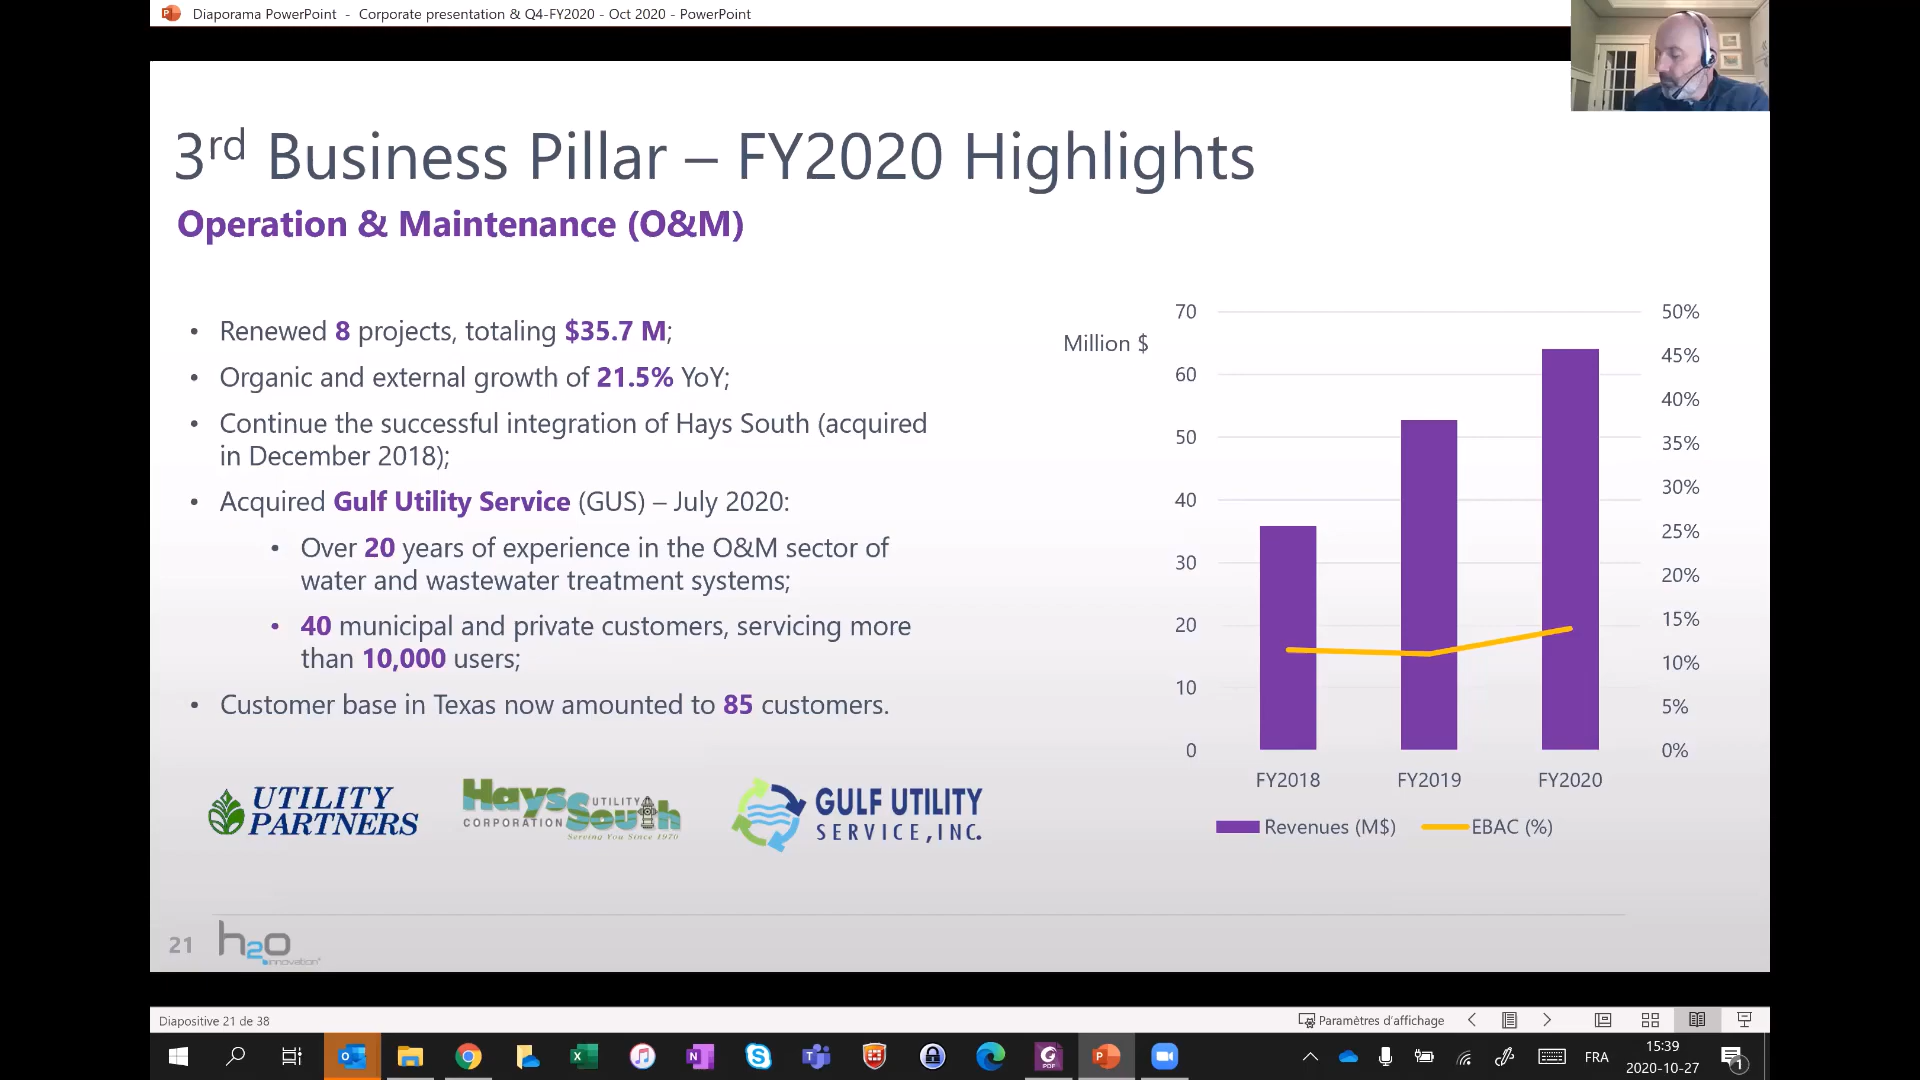 Diaporama PowerPoint - Corporate presentation & Q4-FY2020 - Oct 2020 - PowerPoint
3rd Business Pillar – FY2020 Highlights
Operation & Maintenance (O&M)
• Renewed 8 projects, totaling $35.7 M;
• Organic and external growth of 21.5% YoY;
• Continue the successful integration of Hays South (acquired
in December 2018);
• Acquired Gulf Utility Service (GUS) – July 2020:
• Over 20 years of experience in the O&M sector of
water and wastewater treatment systems;
• 40 municipal and private customers, servicing more
than 10,000 users;
• Customer base in Texas now amounted to 85 customers.
Million $
70
60
50
40
30
20
10
0
50%
45%
40%
35%
30%
25%
20%
15%
10%
5%
0%
FY2018 FY2019 FY2020
Revenues (M$) EBAC (%)
UTILITY
PARTNERS
Hays UTILITY
CORPORATION South
Serving You Since 1970
GULF UTILITY
SERVICE, INC.
21
h2o
innovation
Diapositive 21 de 38
Paramètres d'affichage
FRA
15:39
2020-10-27
1